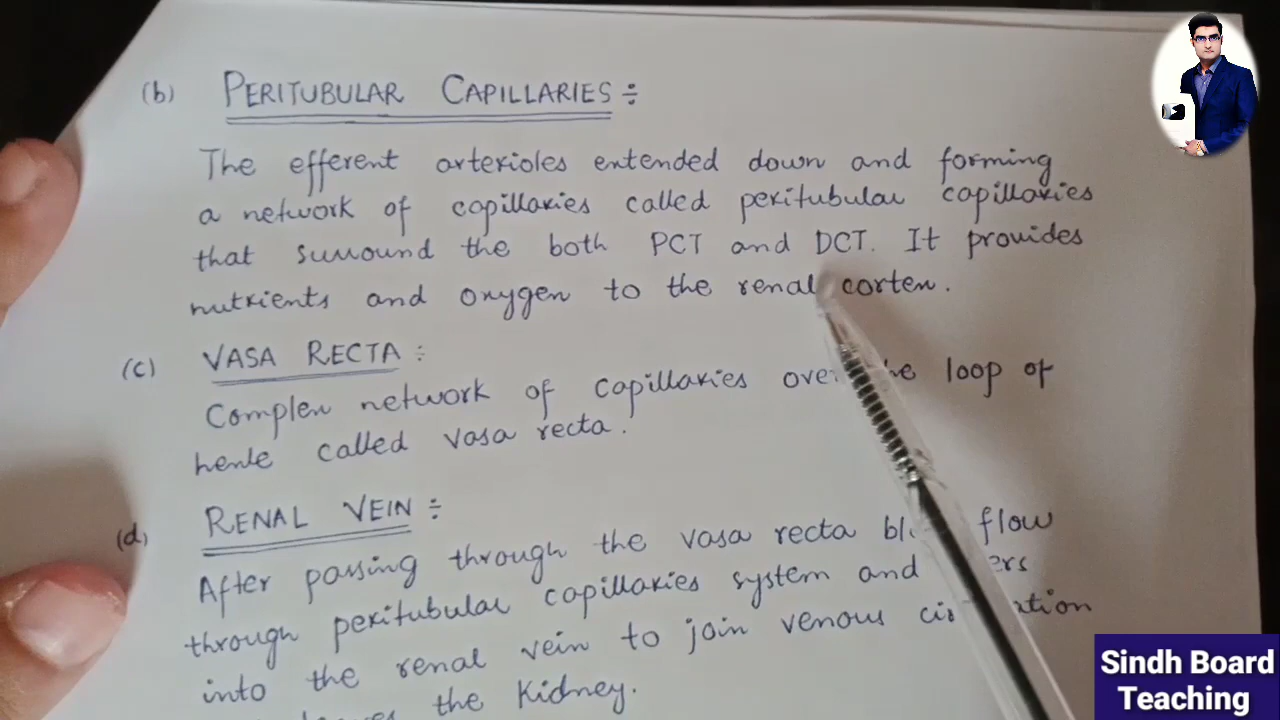 (b) PERITUBULAR CAPILLARIES ÷
The efferent arterioles extended down and forming
a network of capillaries called peritubular capillaries
that surround the both PCT and DCT. It provides
nutrients and oxygen to the renal cortex.
(c) VASA RECTA ÷
Complex network of capillaries over the loop of
henle called vasa recta.
(d) RENAL VEIN ÷
After passing through the vasa recta flow
through peritubular capillaries system and
into the renal vein to join venous
the Kidney.
Sindh Board
Teaching